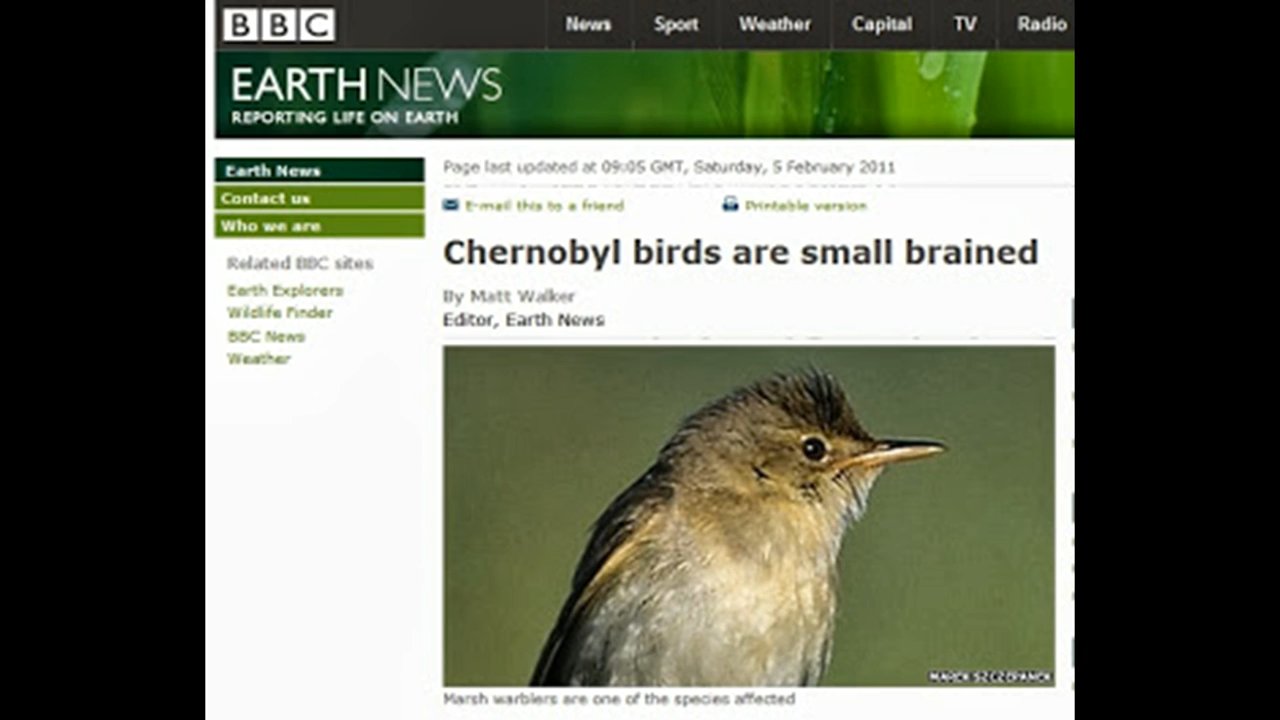 BBC
News Sport Weather Capital TV Radio
EARTH NEWS
REPORTING LIFE ON EARTH
Earth News
Contact us
Who we are
Related BBC sites
Earth Explorers
Wildlife Finder
BBC News
Weather
Page last updated at 09:05 GMT, Saturday, 5 February 2011
E-mail this to a friend Printable version
Chernobyl birds are small brained
By Matt Walker
Editor, Earth News
MAREK SZCZEPANEK
Marsh warblers are one of the species affected